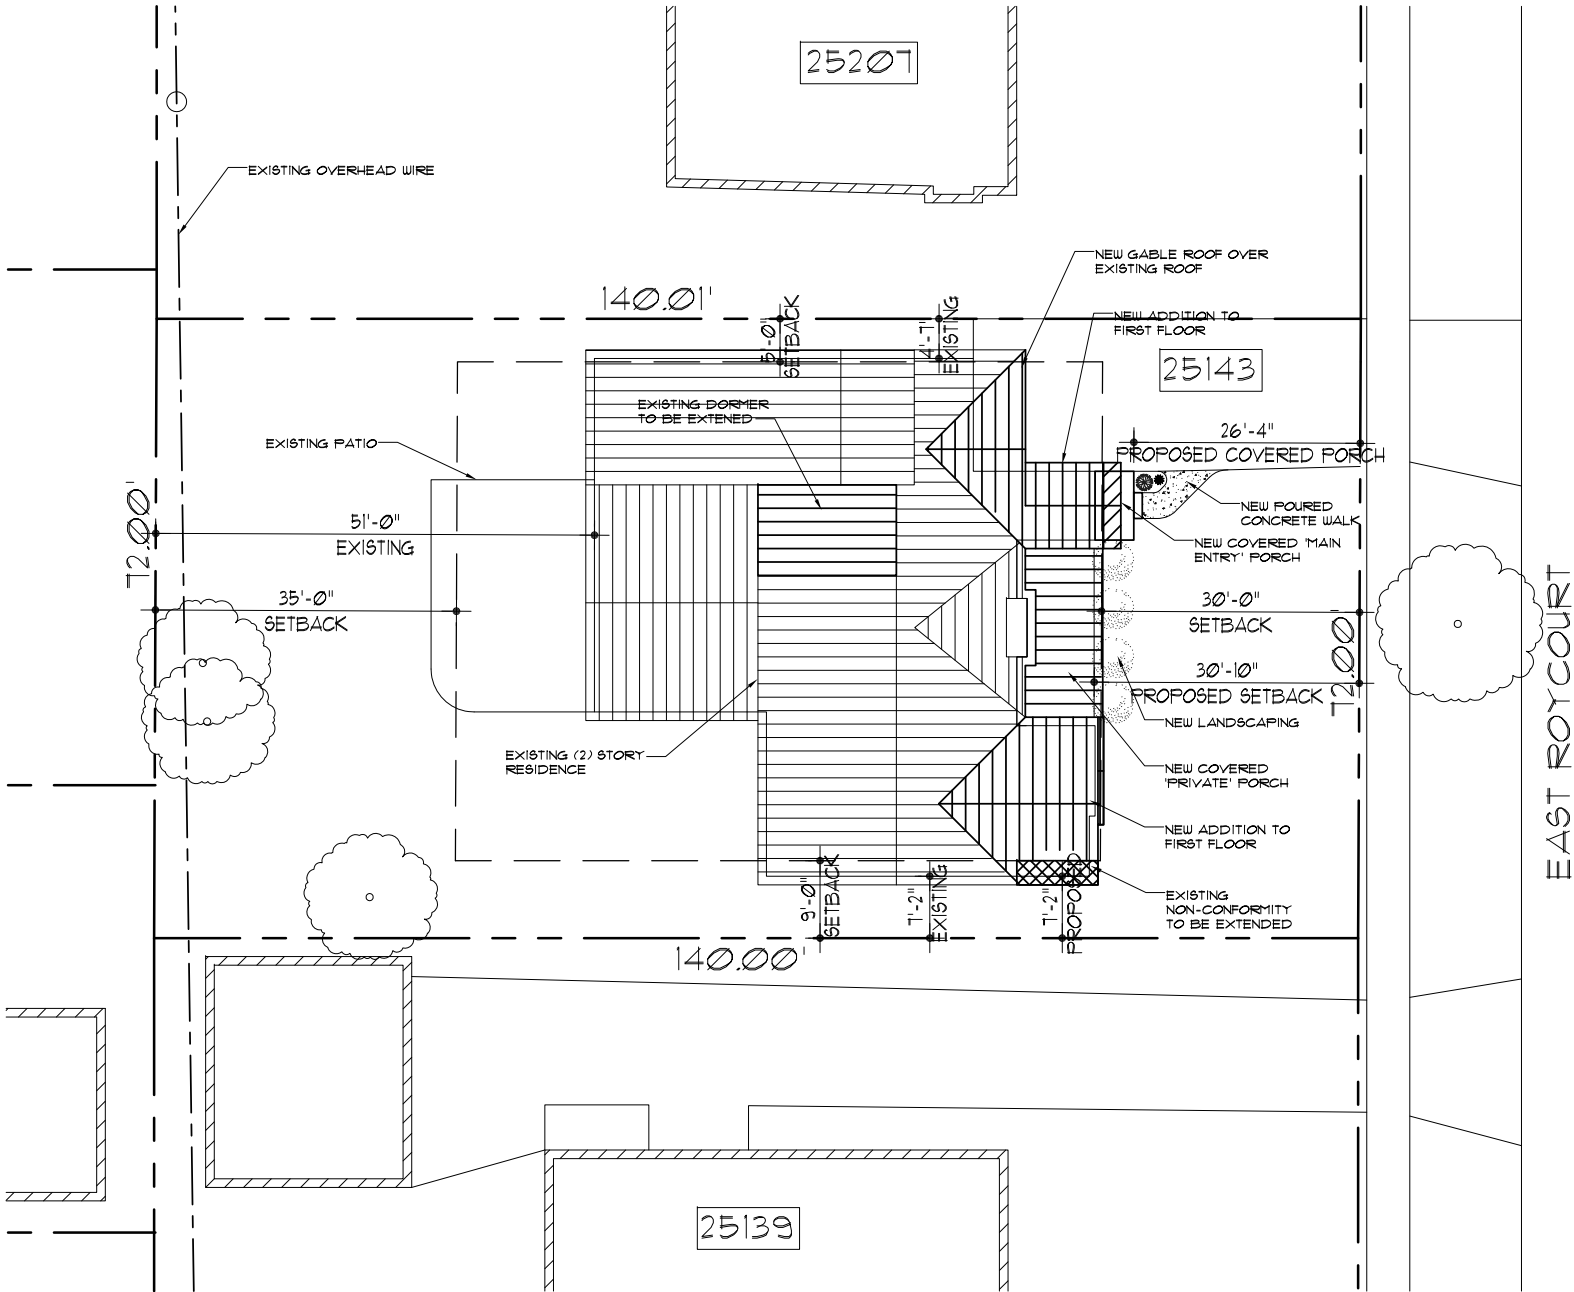 25207
EXISTING OVERHEAD WIRE
NEW GABLE ROOF OVER
EXISTING ROOF
140.01'
5'-0"
SETBACK
4'-7"
EXISTING
NEW ADDITION TO
FIRST FLOOR
25143
EXISTING DORMER
TO BE EXTENED
26'-4"
PROPOSED COVERED PORCH
EXISTING PATIO
NEW POURED
CONCRETE WALK
NEW COVERED 'MAIN
ENTRY' PORCH
72.00'
51'-0"
EXISTING
35'-0"
SETBACK
30'-0"
SETBACK
30'-10"
PROPOSED SETBACK
72.00'
EAST ROYCOURT
NEW LANDSCAPING
EXISTING (2) STORY
RESIDENCE
NEW COVERED
'PRIVATE' PORCH
NEW ADDITION TO
FIRST FLOOR
9'-0"
SETBACK
7'-2"
EXISTING
7'-2"
PROPOSED
EXISTING
NON-CONFORMITY
TO BE EXTENDED
140.00'
25139